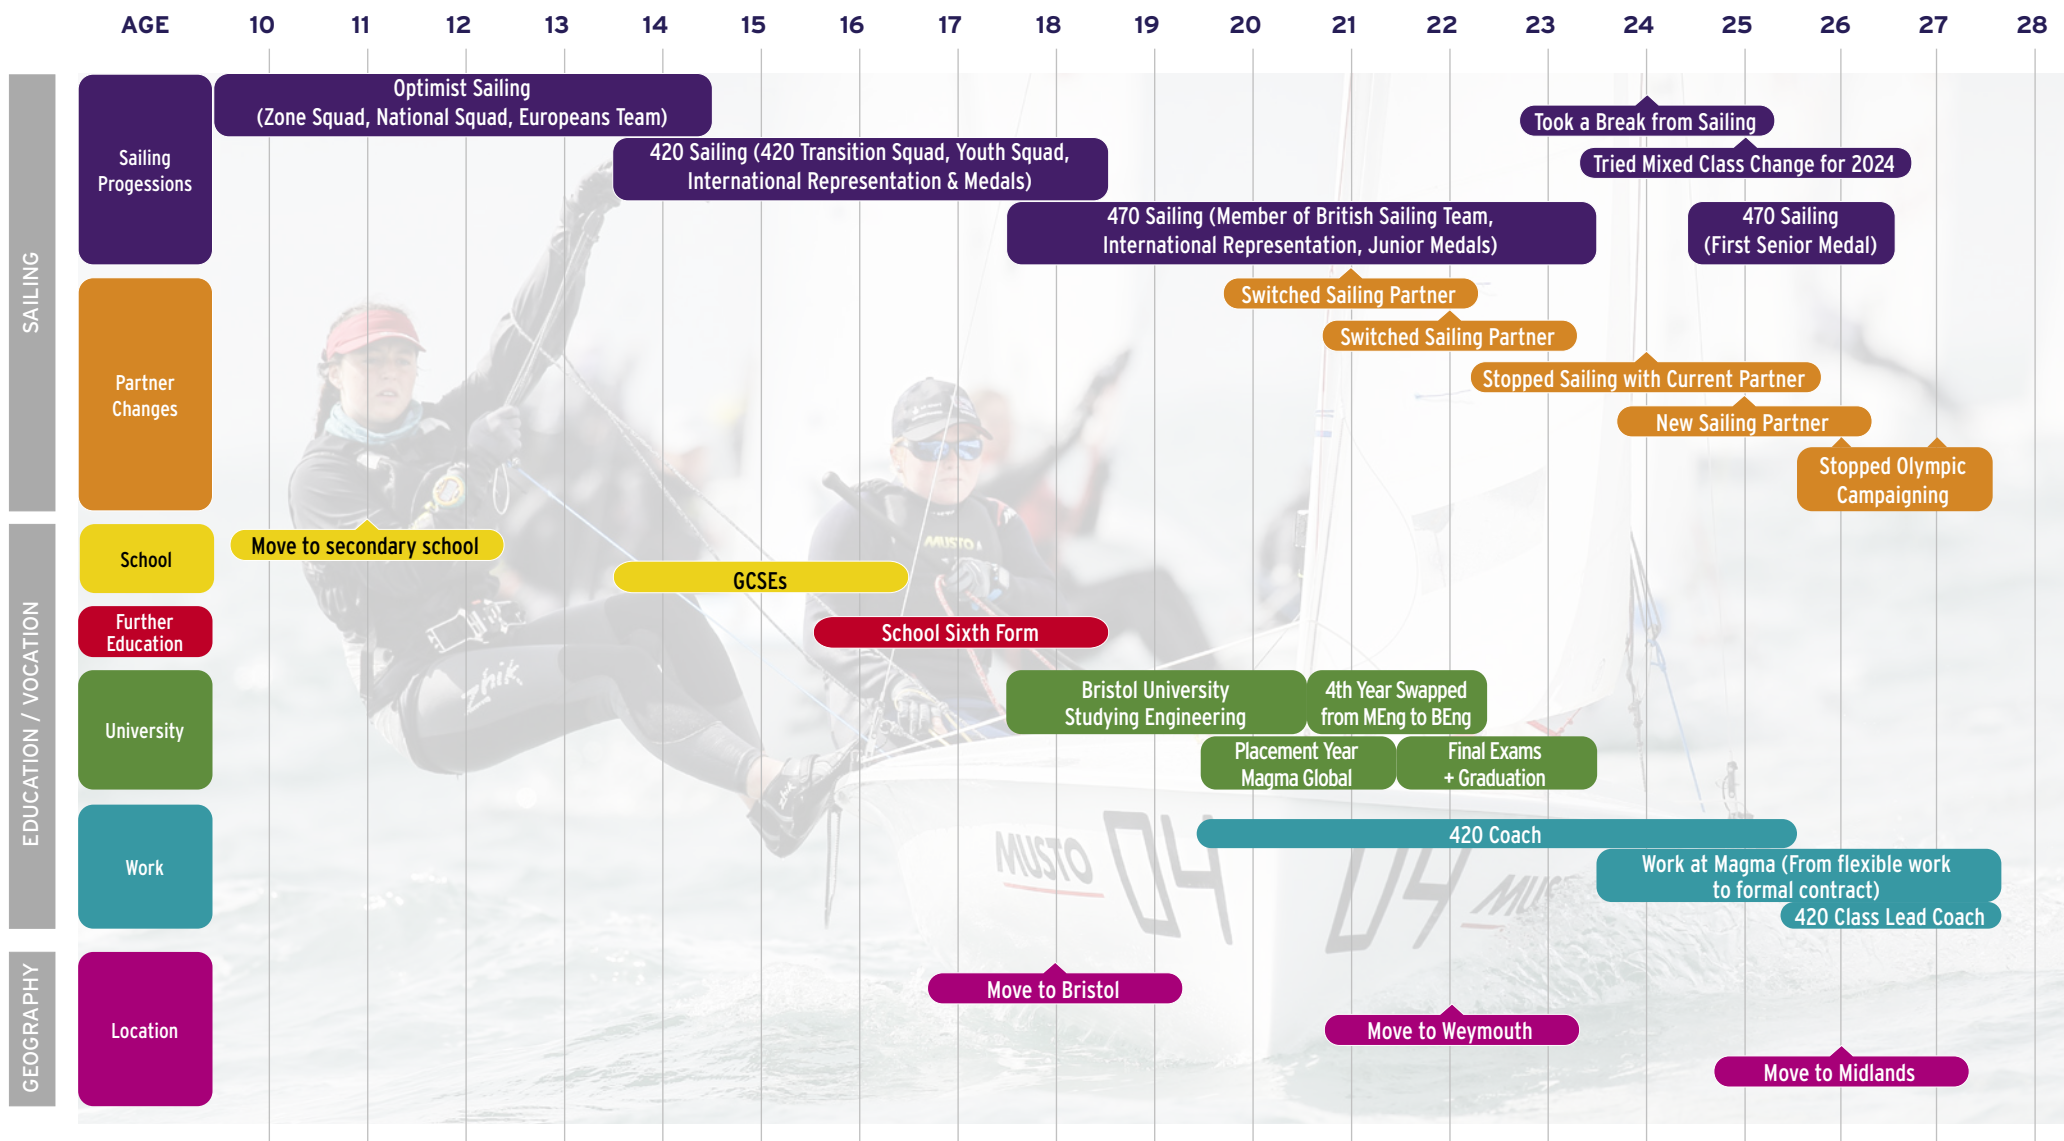 AGE 10 11 12 13 14 15 16 17 18 19 20 21 22 23 24 25 26 27 28
SAILING
Sailing
Progessions
Optimist Sailing
(Zone Squad, National Squad, Europeans Team)
420 Sailing (420 Transition Squad, Youth Squad,
International Representation & Medals)
470 Sailing (Member of British Sailing Team,
International Representation, Junior Medals)
Took a Break from Sailing
Tried Mixed Class Change for 2024
470 Sailing
(First Senior Medal)
Partner
Changes
Switched Sailing Partner
Switched Sailing Partner
Stopped Sailing with Current Partner
New Sailing Partner
Stopped Olympic
Campaigning
EDUCATION / VOCATION
School
Move to secondary school
GCSEs
Further
Education
School Sixth Form
University
Bristol University
Studying Engineering
4th Year Swapped
from MEng to BEng
Placement Year
Magma Global
Final Exams
+ Graduation
Work
420 Coach
Work at Magma (From flexible work
to formal contract)
420 Class Lead Coach
GEOGRAPHY
Location
Move to Bristol
Move to Weymouth
Move to Midlands
MUSTO
zhik
zhik
MUSTO
04
04
MUS